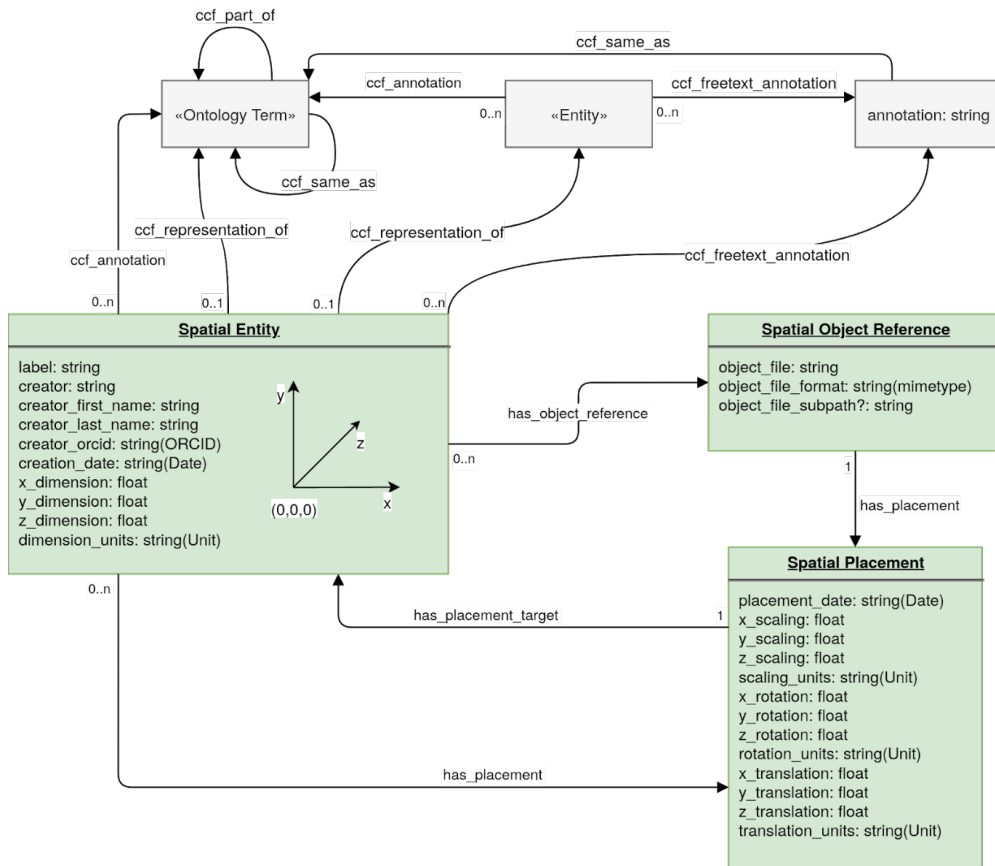 ccf_part_of
ccf_same_as
ccf_annotation
ccf_freetext_annotation
«Ontology Term»
0..n
«Entity»
0..n
annotation: string
ccf_same_as
ccf_representation_of
ccf_representation_of
ccf_annotation
ccf_freetext_annotation
0..n
0..1
0..1
0..n
Spatial Entity
label: string
creator: string
creator_first_name: string
creator_last_name: string
creator_orcid: string(ORCID)
creation_date: string(Date)
x_dimension: float
y_dimension: float
z_dimension: float
dimension_units: string(Unit)
y
z
x
(0,0,0)
has_object_reference
0..n
Spatial Object Reference
object_file: string
object_file_format: string(mimetype)
object_file_subpath?: string
1
has_placement
0..n
has_placement_target
1
Spatial Placement
placement_date: string(Date)
x_scaling: float
y_scaling: float
z_scaling: float
scaling_units: string(Unit)
x_rotation: float
y_rotation: float
z_rotation: float
rotation_units: string(Unit)
x_translation: float
y_translation: float
z_translation: float
translation_units: string(Unit)
has_placement